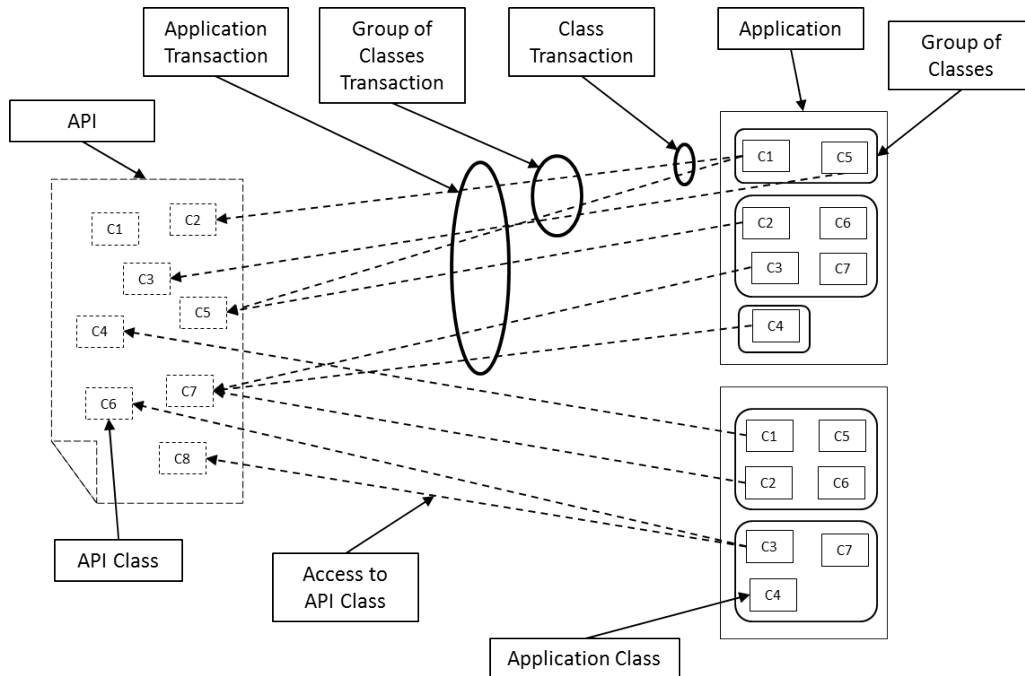 Application
Transaction
Group of
Classes
Transaction
Class
Transaction
Application
Group of
Classes
API
C1
C2
C3
C5
C4
C7
C6
C8
C1
C5
C2
C6
C3
C7
C4
C1
C5
C2
C6
C3
C7
C4
API Class
Access to
API Class
Application Class